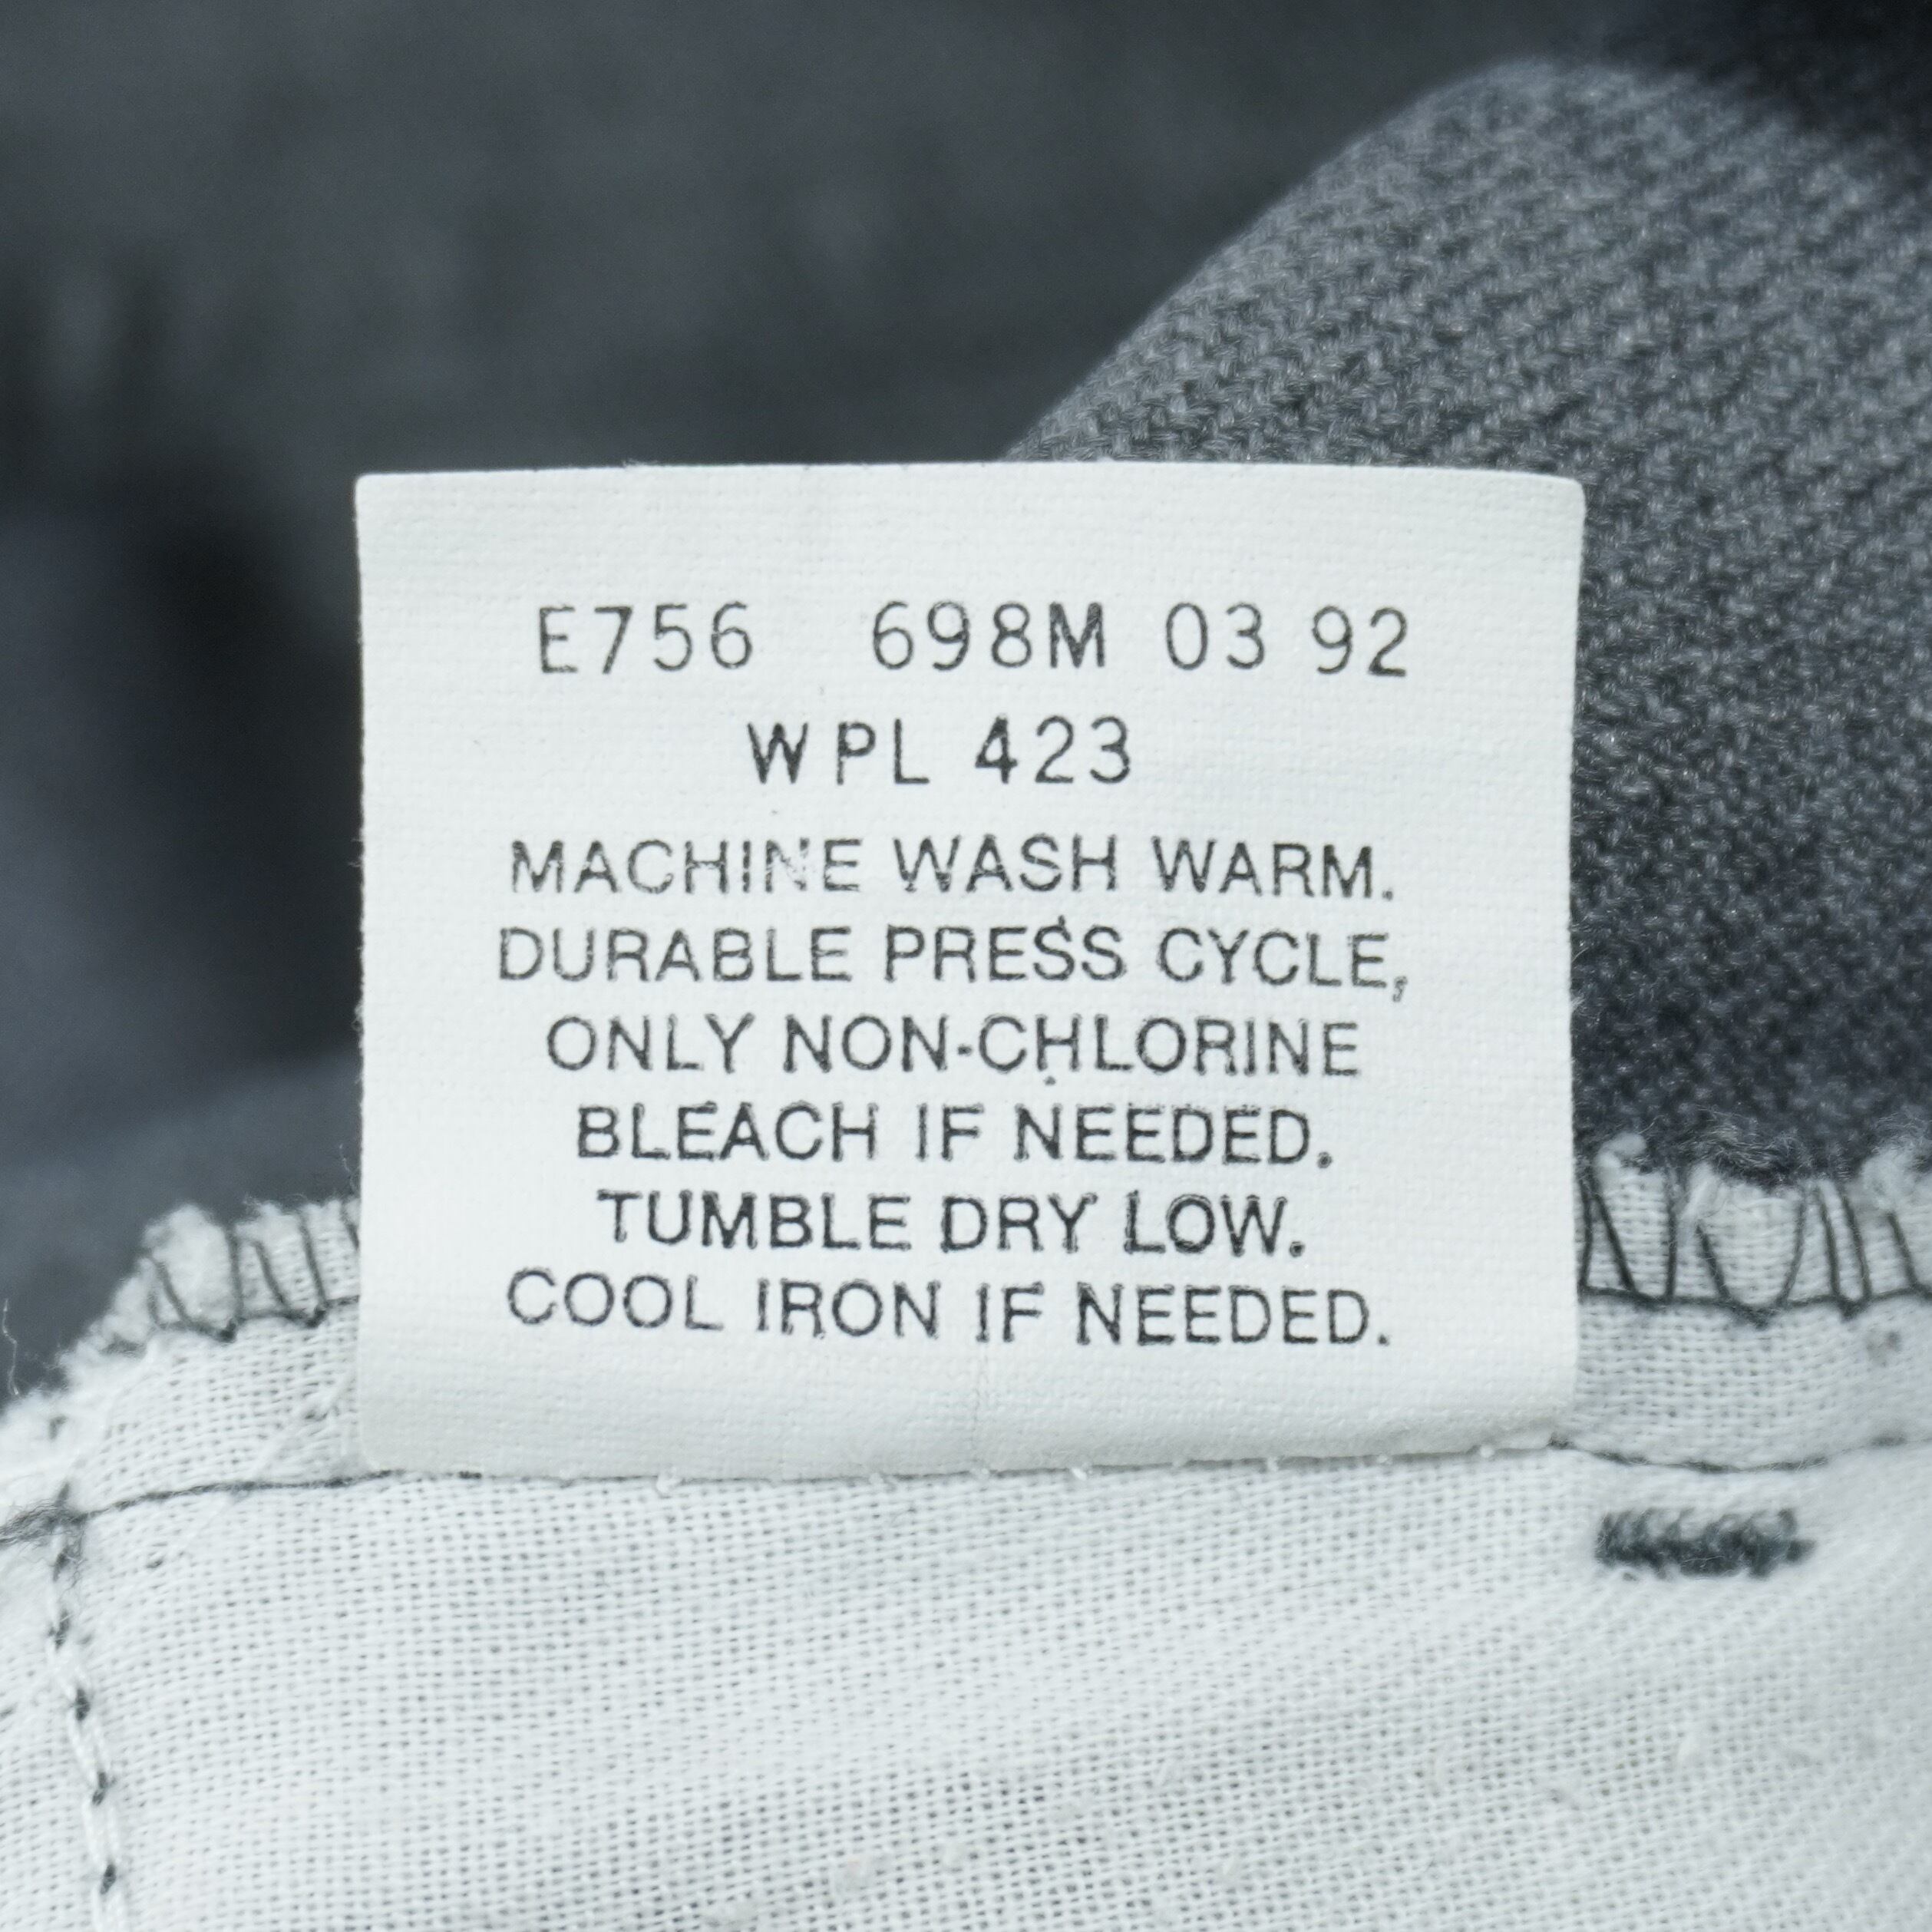 E756 698M 03 92
WPL 423
MACHINE WASH WARM.
DURABLE PRESS CYCLE,
ONLY NON-CHLORINE
BLEACH IF NEEDED.
TUMBLE DRY LOW.
COOL IRON IF NEEDED.